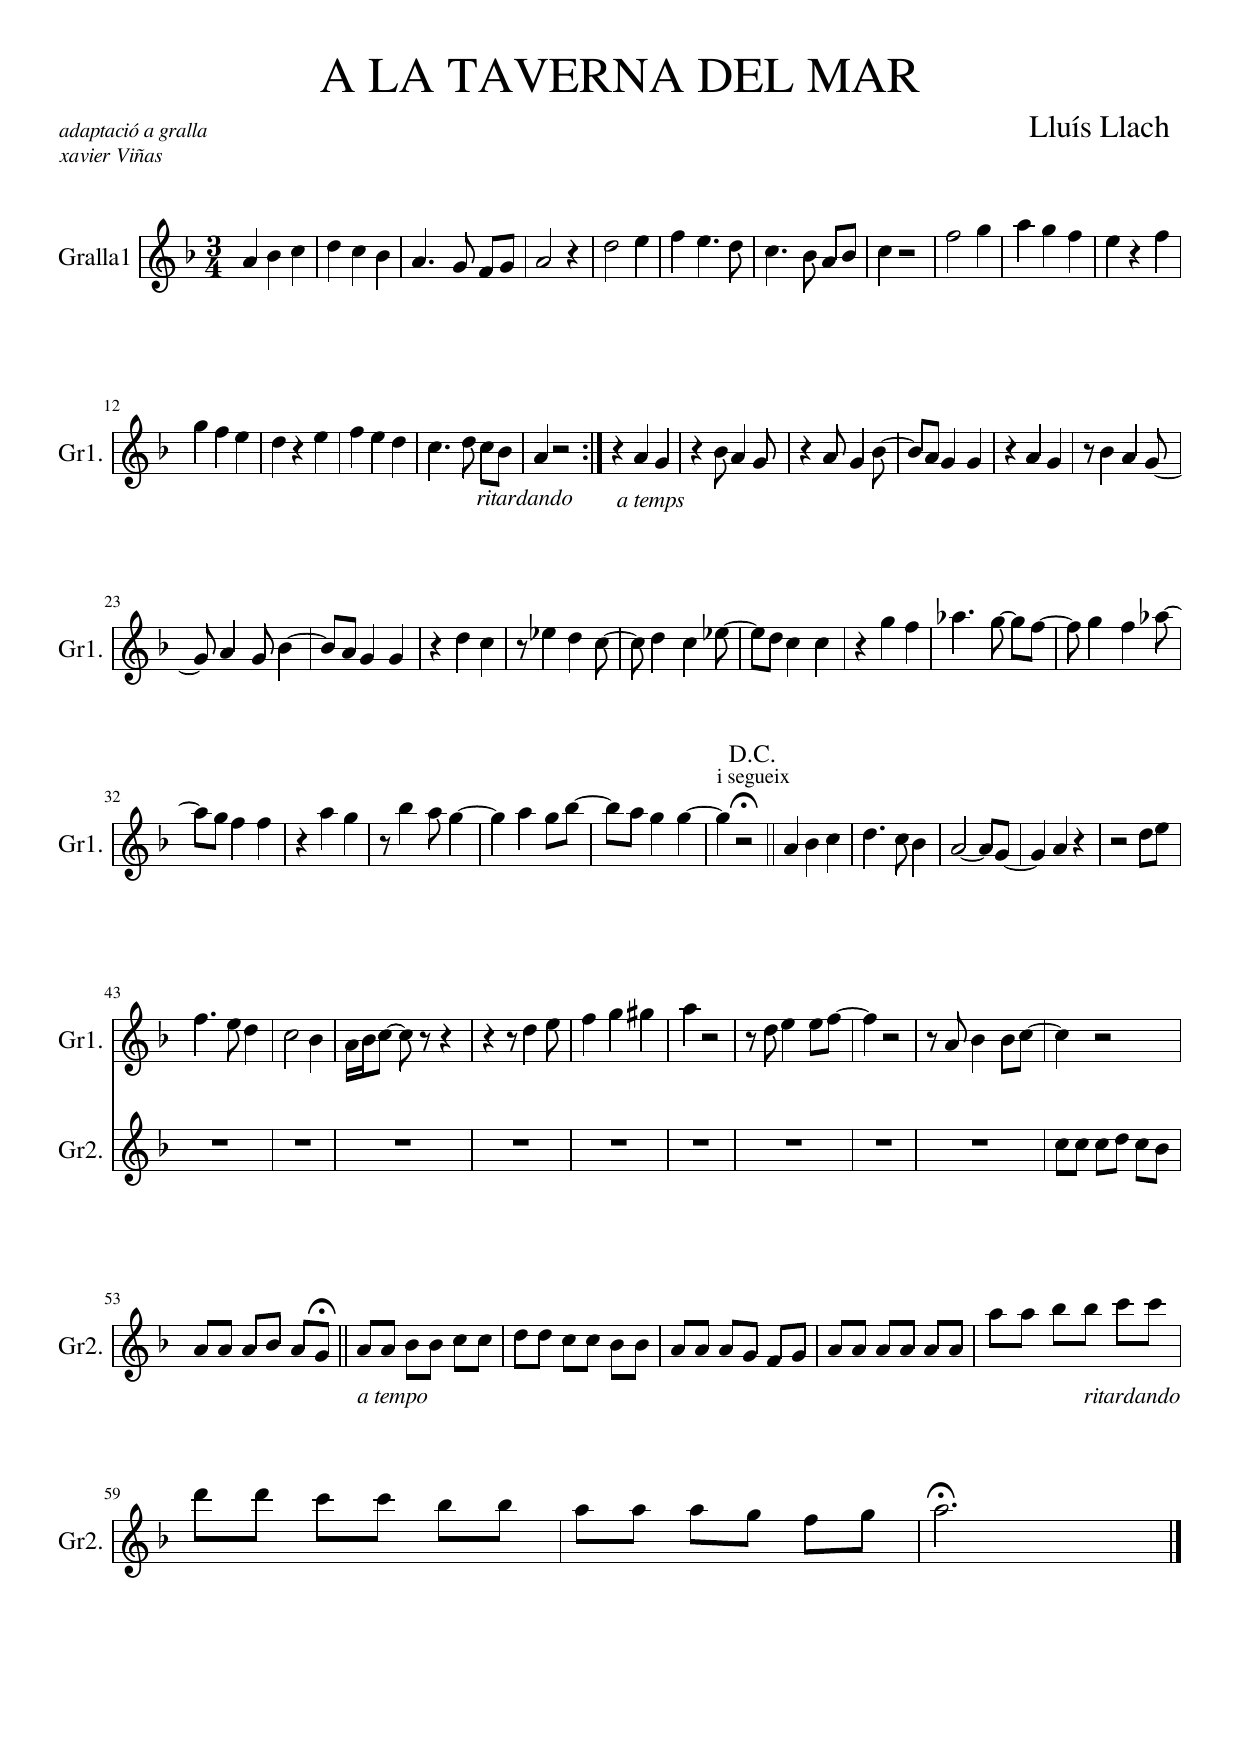 A LA TAVERNA DEL MAR
adaptació a gralla
xavier Viñas
Lluís Llach
Gralla1
3
4
12
Gr1.
ritardando
a temps
23
Gr1.
D.C.
i segueix
32
Gr1.
43
Gr1.
Gr2.
53
Gr2.
a tempo
ritardando
59
Gr2.